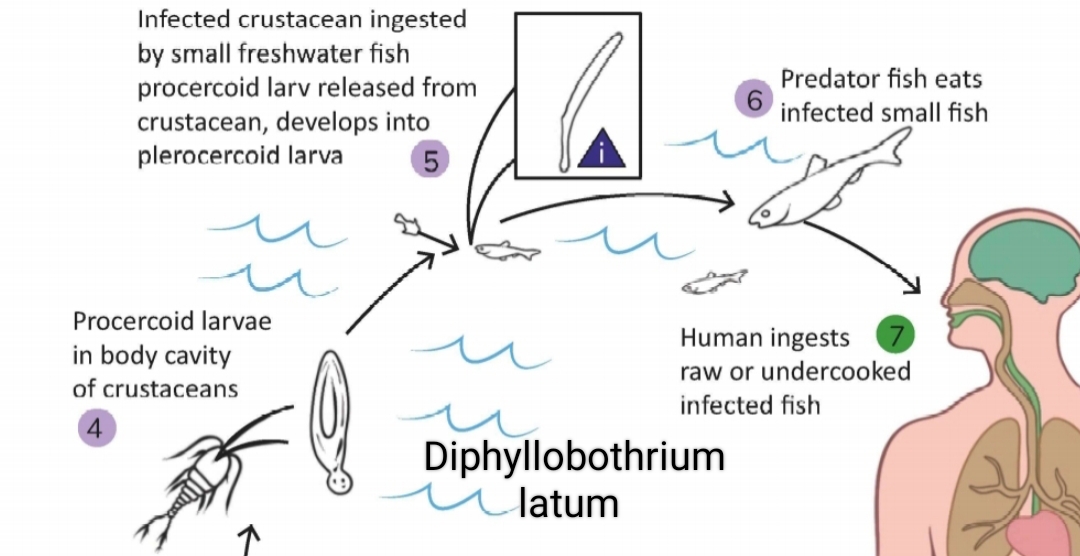 Infected crustacean ingested
by small freshwater fish
procercoid larv released from
crustacean, develops into
plerocercoid larva
5
i
6
Predator fish eats
infected small fish
Procercoid larvae
in body cavity
of crustaceans
4
Human ingests
7
raw or undercooked
infected fish
Diphyllobothrium
latum